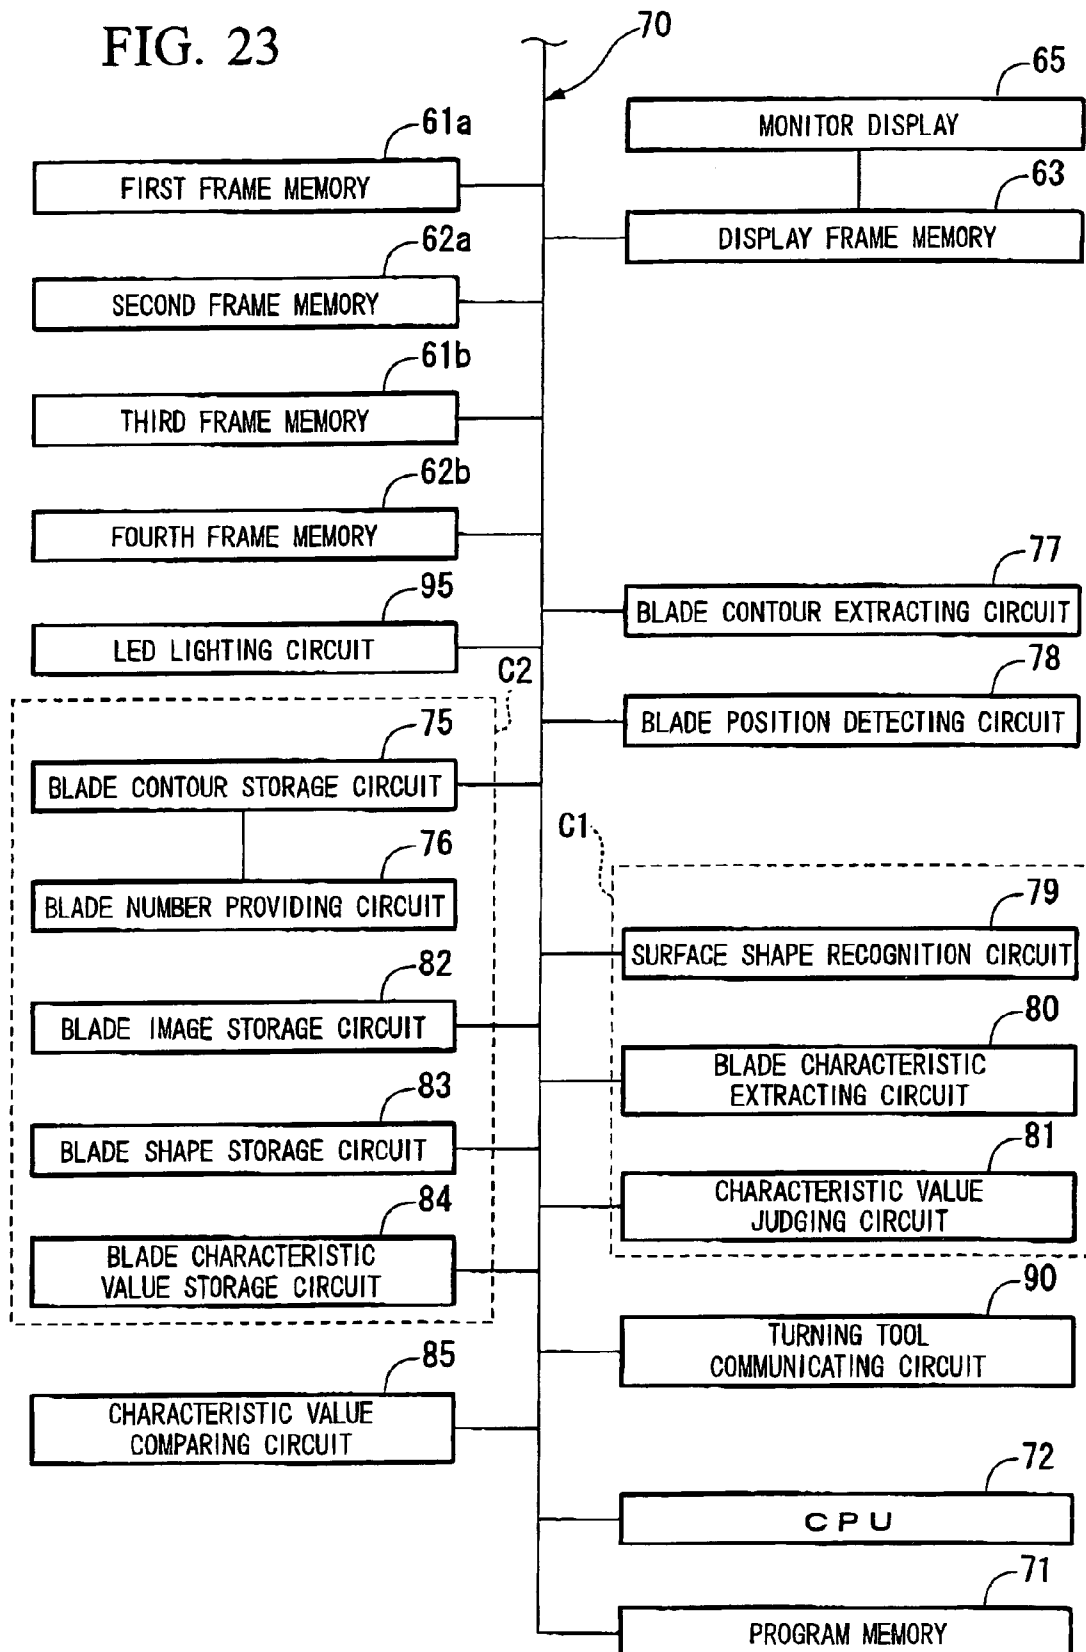 FIG. 23
70
65
MONITOR DISPLAY
61a
FIRST FRAME MEMORY
63
DISPLAY FRAME MEMORY
62a
SECOND FRAME MEMORY
61b
THIRD FRAME MEMORY
62b
FOURTH FRAME MEMORY
77
BLADE CONTOUR EXTRACTING CIRCUIT
95
LED LIGHTING CIRCUIT
78
BLADE POSITION DETECTING CIRCUIT
C2
75
BLADE CONTOUR STORAGE CIRCUIT
76
BLADE NUMBER PROVIDING CIRCUIT
C1
79
SURFACE SHAPE RECOGNITION CIRCUIT
82
BLADE IMAGE STORAGE CIRCUIT
80
BLADE CHARACTERISTIC
EXTRACTING CIRCUIT
83
BLADE SHAPE STORAGE CIRCUIT
81
CHARACTERISTIC VALUE
JUDGING CIRCUIT
84
BLADE CHARACTERISTIC
VALUE STORAGE CIRCUIT
90
TURNING TOOL
COMMUNICATING CIRCUIT
85
CHARACTERISTIC VALUE
COMPARING CIRCUIT
72
CPU
71
PROGRAM MEMORY